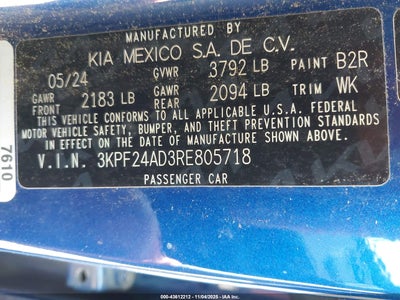 MANUFACTURED BY
KIA MEXICO S.A. DE C.V.
05/24 GVWR 3792 LB PAINT B2R
GAWR FRONT 2183 LB GAWR REAR 2094 LB TRIM WK
THIS VEHICLE CONFORMS TO ALL APPLICABLE U.S.A. FEDERAL
MOTOR VEHICLE SAFETY, BUMPER, AND THEFT PREVENTION STANDARDS
IN EFFECT ON THE DATE OF MANUFACTURE SHOWN ABOVE.
V.I.N. 3KPF24AD3RE805718
PASSENGER CAR
7610
000-43612212 - 11/04/2025 - IAA Inc.